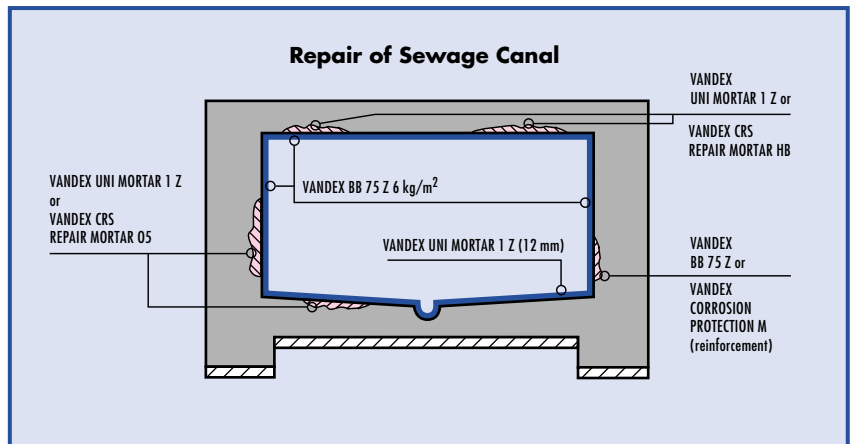 Repair of Sewage Canal
VANDEX
UNI MORTAR 1 Z or
VANDEX CRS
REPAIR MORTAR HB
VANDEX UNI MORTAR 1 Z
or
VANDEX CRS
REPAIR MORTAR 05
VANDEX BB 75 Z 6 kg/m²
VANDEX UNI MORTAR 1 Z (12 mm)
VANDEX
BB 75 Z or
VANDEX
CORROSION
PROTECTION M
(reinforcement)